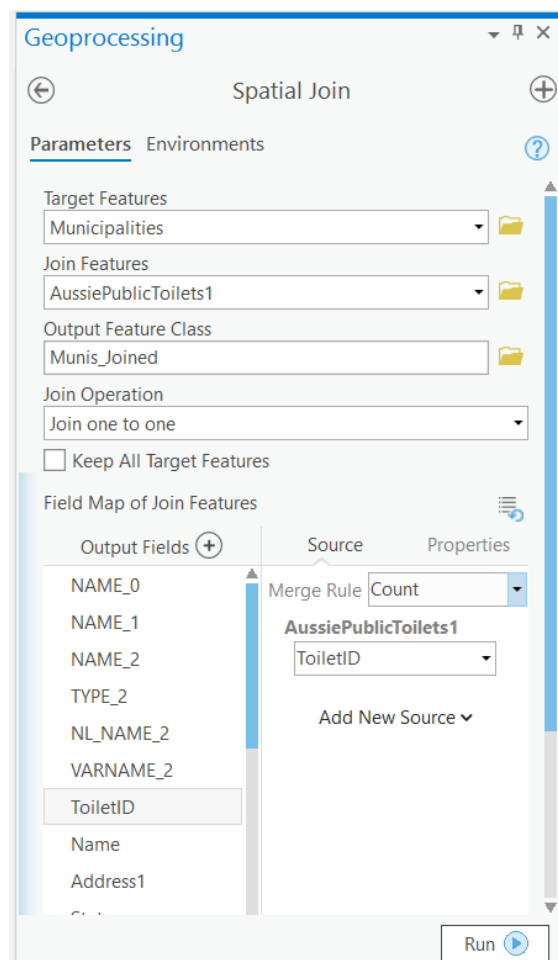 Geoprocessing
Spatial Join
Parameters Environments
Target Features
Municipalities
Join Features
AussiePublicToilets1
Output Feature Class
Munis_Joined
Join Operation
Join one to one
Keep All Target Features
Field Map of Join Features
Output Fields
Source Properties
NAME_0
NAME_1
NAME_2
TYPE_2
NL_NAME_2
VARNAME_2
ToiletID
Name
Address1
Merge Rule Count
AussiePublicToilets1
ToiletID
Add New Source
Run